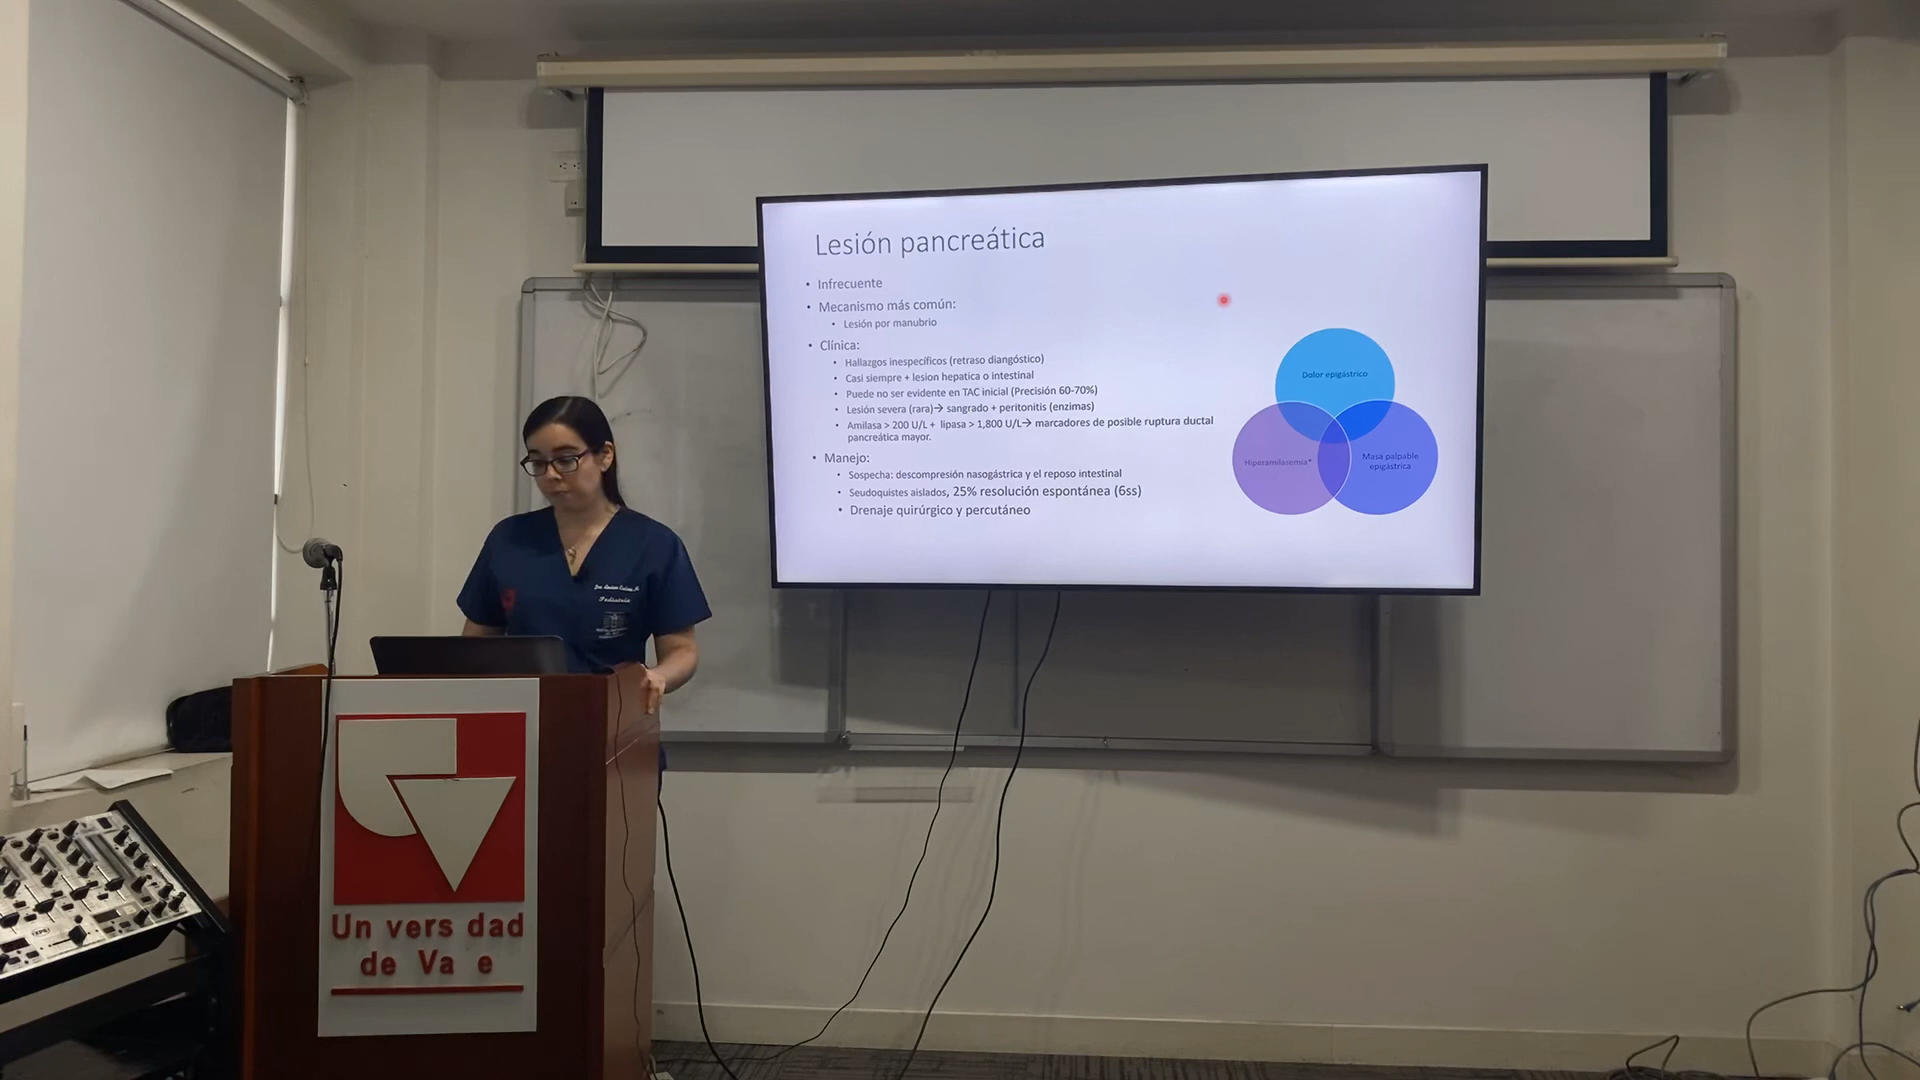 Lesión pancreática
• Infrecuente
• Mecanismo más común:
• Lesión por manubrio
• Clínica:
• Hallazgos inespecíficos (retraso diangóstico)
• Casi siempre + lesion hepatica o intestinal
• Puede no ser evidente en TAC inicial (Precisión 60-70%)
• Lesión severa (rara)→ sangrado + peritonitis (enzimas)
• Amilasa > 200 U/L + lipasa > 1,800 U/L→ marcadores de posible ruptura ductal
pancreática mayor.
• Manejo:
• Sospecha: descompresión nasogástrica y el reposo intestinal
• Seudoquistes aislados, 25% resolución espontánea (6ss)
• Drenaje quirúrgico y percutáneo
Dolor epigástrico
Hiperamilasemia*
Masa palpable
epigástrica
Dra.
Pediatría
Un vers dad
de Va e